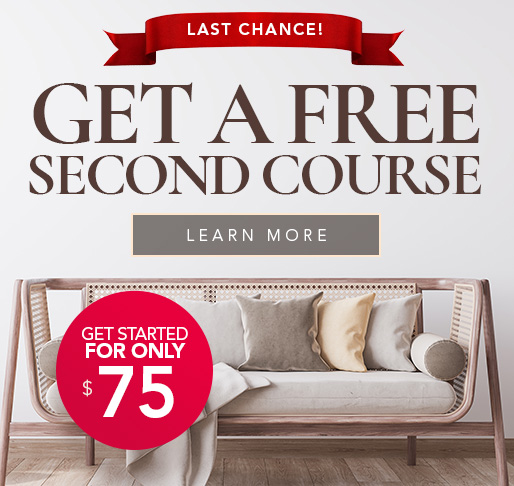 LAST CHANCE!
GET A FREE
SECOND COURSE
LEARN MORE
GET STARTED
FOR ONLY
$75